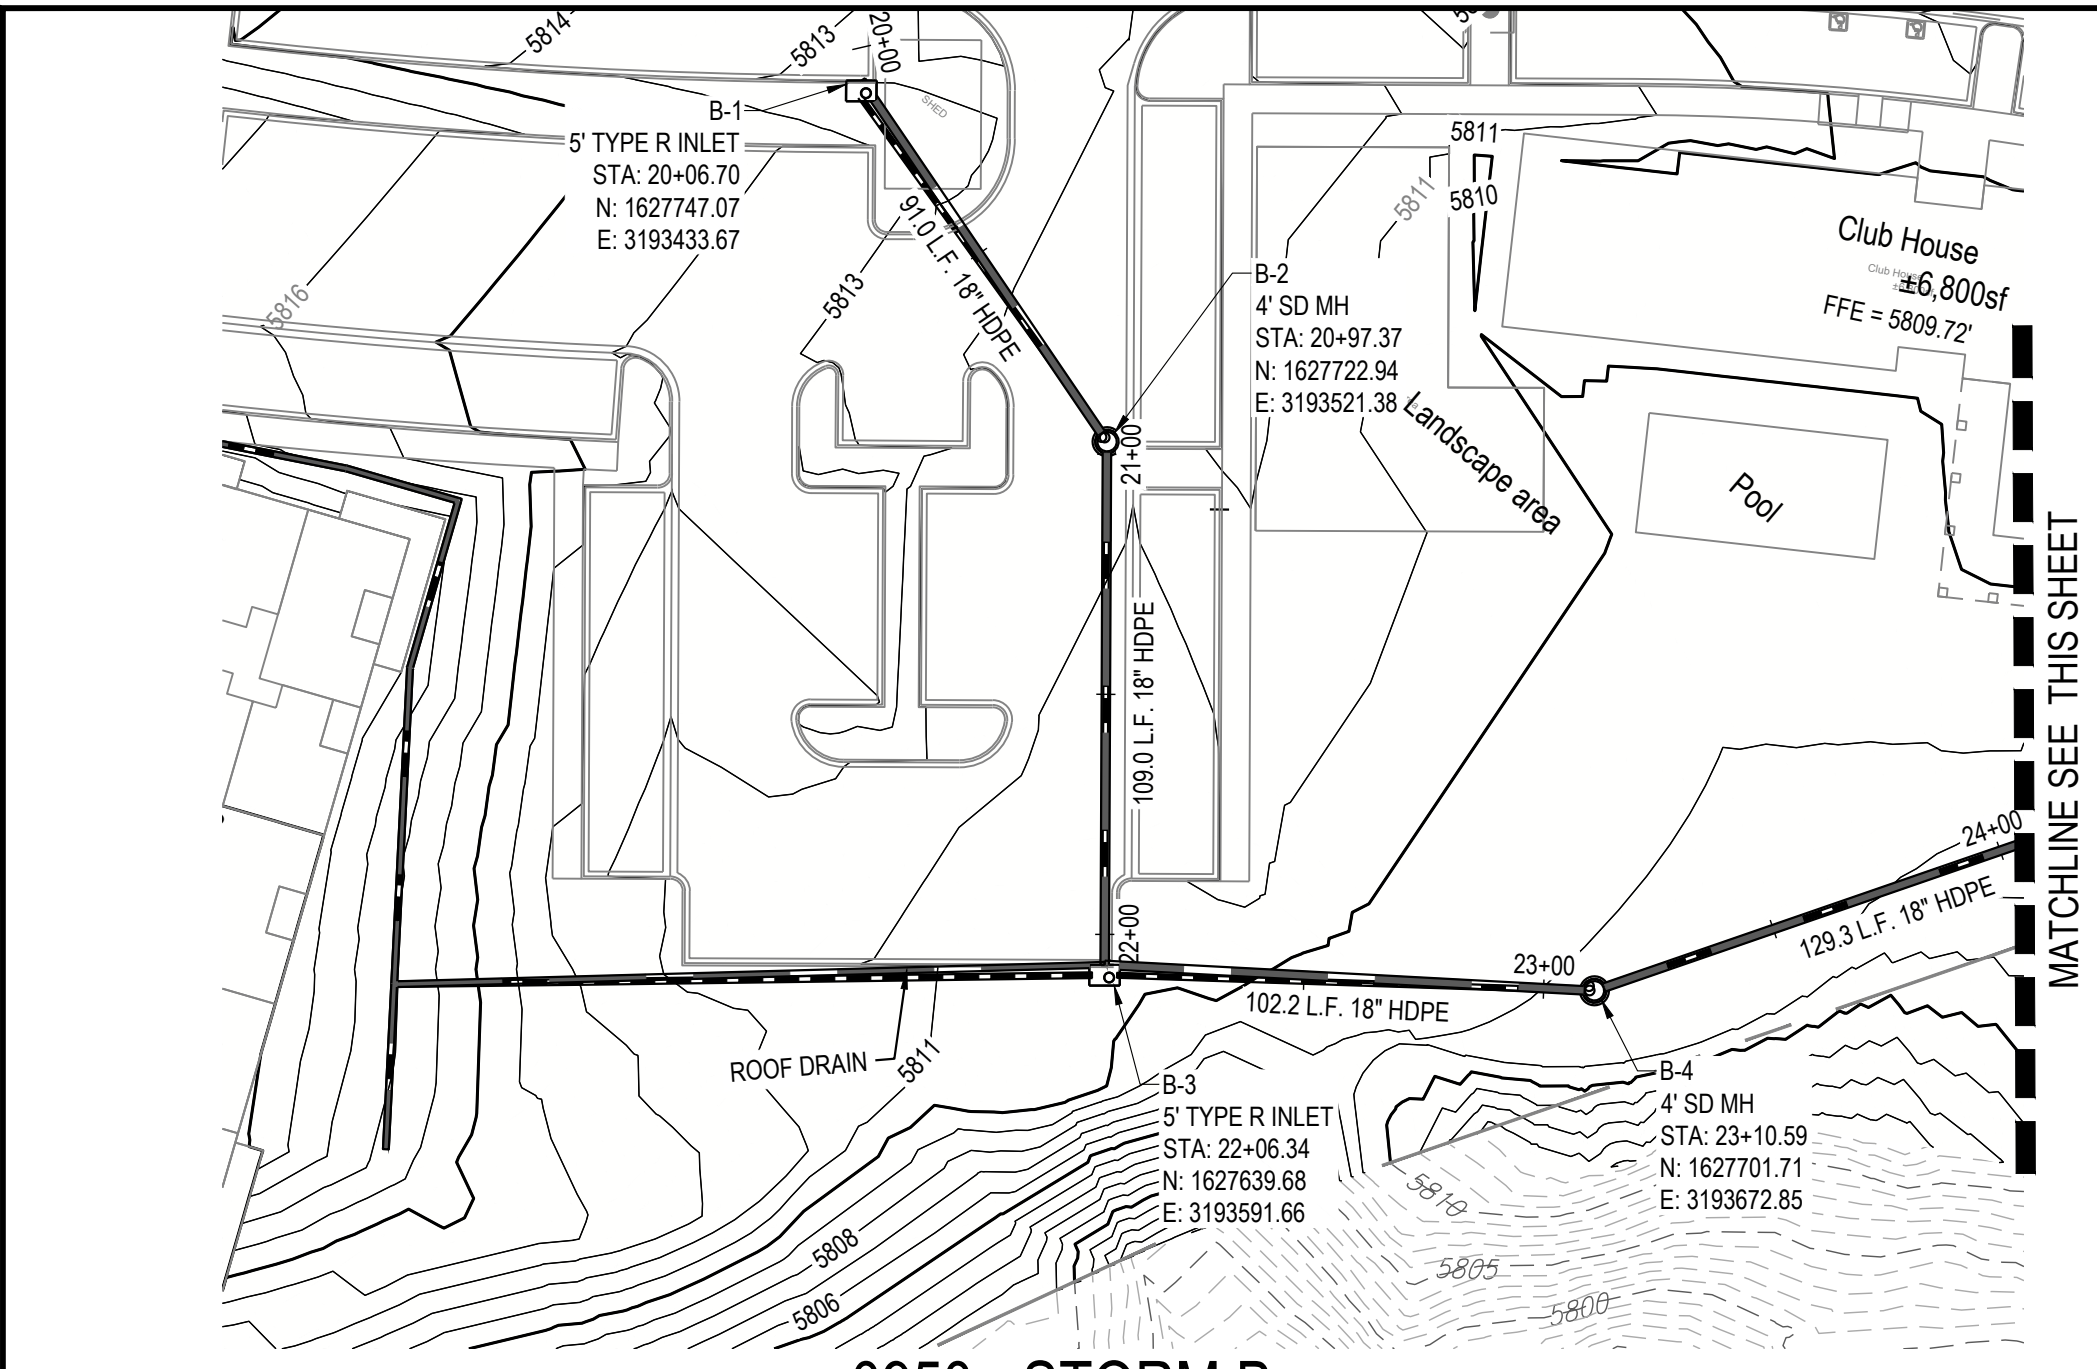 5814
5813
20+00
B-1
5' TYPE R INLET
STA: 20+06.70
N: 1627747.07
E: 3193433.67
SHED
91.0 L.F. 18" HDPE
5816
5813
5811
5811
5810
B-2
4' SD MH
STA: 20+97.37
N: 1627722.94
E: 3193521.38
Club House
Club House
±6,800sf
FFE = 5809.72'
Landscape area
Pool
21+00
109.0 L.F. 18" HDPE
22+00
MATCHLINE SEE THIS SHEET
24+00
129.3 L.F. 18" HDPE
23+00
102.2 L.F. 18" HDPE
ROOF DRAIN
5811
B-3
5' TYPE R INLET
STA: 22+06.34
N: 1627639.68
E: 3193591.66
B-4
4' SD MH
STA: 23+10.59
N: 1627701.71
E: 3193672.85
5810
5808
5805
5806
5800